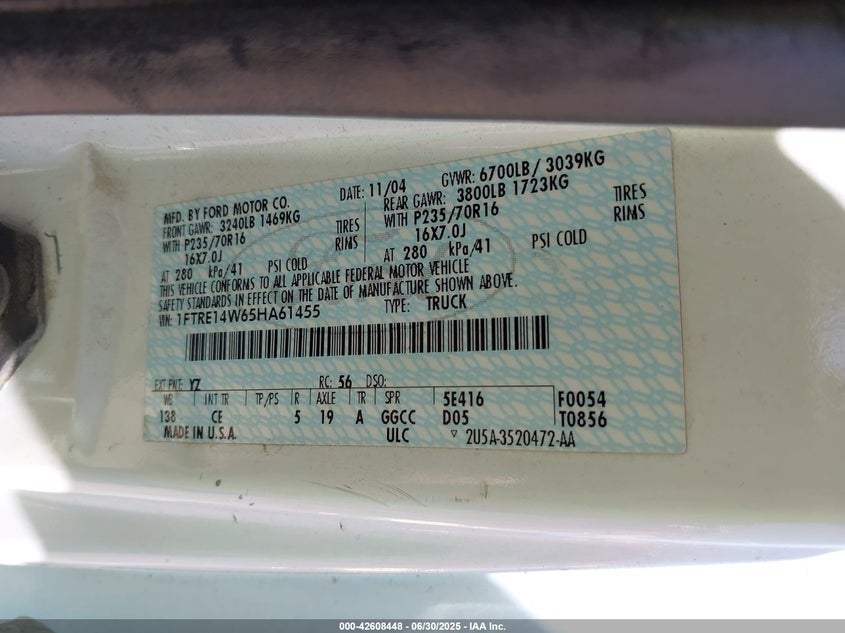 MFD. BY FORD MOTOR CO.
DATE: 11/04
GVWR: 6700LB/ 3039KG
FRONT GAWR: 3240LB 1469KG
REAR GAWR: 3800LB 1723KG
WITH P235/70R16 TIRES
WITH P235/70R16 TIRES
16X7.0J RIMS
16X7.0J RIMS
AT 280 kPa/41 PSI COLD
AT 280 kPa/41 PSI COLD
THIS VEHICLE CONFORMS TO ALL APPLICABLE FEDERAL MOTOR VEHICLE
SAFETY STANDARDS IN EFFECT ON THE DATE OF MANUFACTURE SHOWN ABOVE.
VIN: 1FTRE14W65HA61455
TYPE: TRUCK
EXT PNT: YZ RC: 56 DSO:
WB INT TR TP/PS R AXLE TR SPR 5E416 F0054
138 CE 5 19 A GGCC D05 T0856
MADE IN U.S.A. ULC 2U5A-3520472-AA
000-42608448 - 06/30/2025 - IAA Inc.